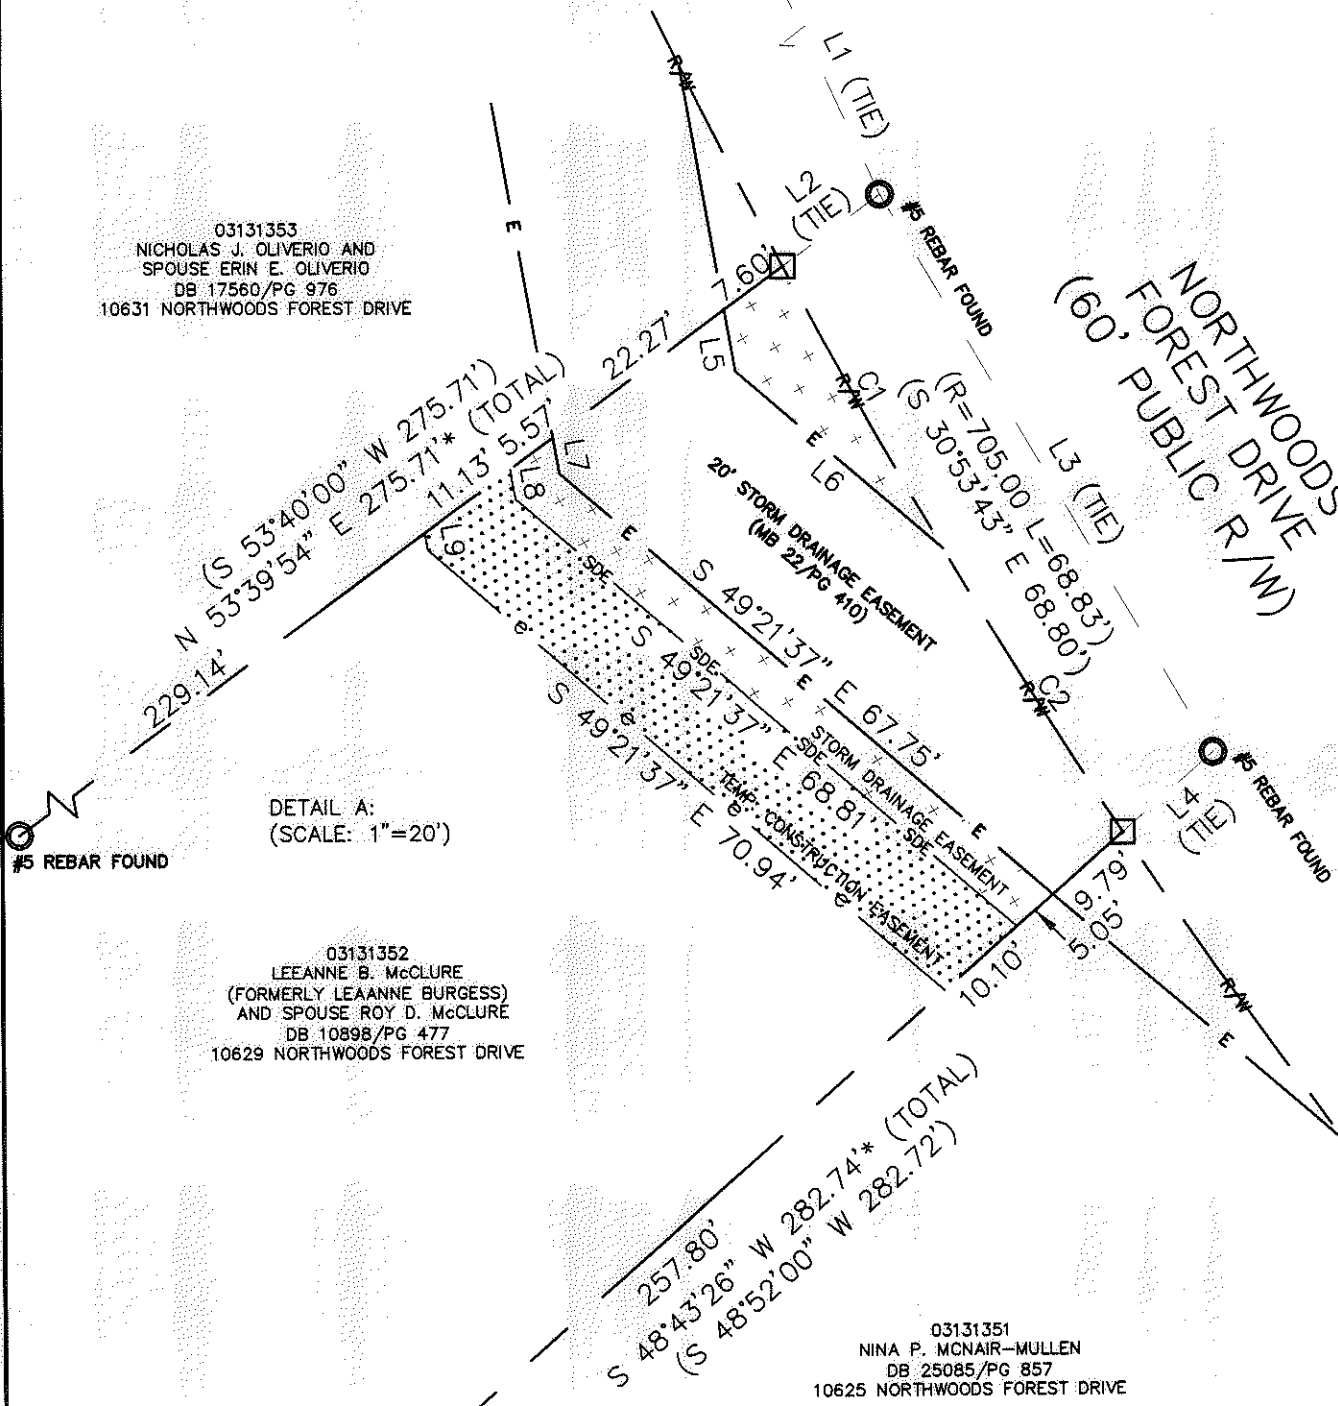 L1 (TIE)
R/W
L2
(TIE)
#5 REBAR FOUND
E
03131353
NICHOLAS J. OLIVERIO AND
SPOUSE ERIN E. OLIVERIO
DB 17560/PG 976
10631 NORTHWOODS FOREST DRIVE
7.60'
22.27'
L5
NORTHWOODS
FOREST DRIVE
(60' PUBLIC R/W)
R/W
C1
(R=705.00 L=68.83')
(S 30°53'43" E 68.80')
L3 (TIE)
E
L6
(S 53°40'00" W 275.71')
N 53°39'54" E 275.71'* (TOTAL)
11.13'
5.57'
L7
L8
L9
20' STORM DRAINAGE EASEMENT
(MB 22/PG 410)
E
S 49°21'37" E 67.75'
E
SDE
S 49°21'37" E 68.81'
SDE
SDE
SDE
STORM DRAINAGE EASEMENT
E
e
e
e
e
S 49°21'37" E 70.94'
TEMP. CONSTRUCTION EASEMENT
R/W
C2
229.14'
#5 REBAR FOUND
DETAIL A:
(SCALE: 1"=20')
L4
(TIE)
#5 REBAR FOUND
9.79'
5.05'
10.10'
R/W
E
03131352
LEEANNE B. McCLURE
(FORMERLY LEAANNE BURGESS)
AND SPOUSE ROY D. McCLURE
DB 10898/PG 477
10629 NORTHWOODS FOREST DRIVE
257.80'
S 48°43'26" W 282.74'* (TOTAL)
(S 48°52'00" W 282.72')
03131351
NINA P. MCNAIR-MULLEN
DB 25085/PG 857
10625 NORTHWOODS FOREST DRIVE